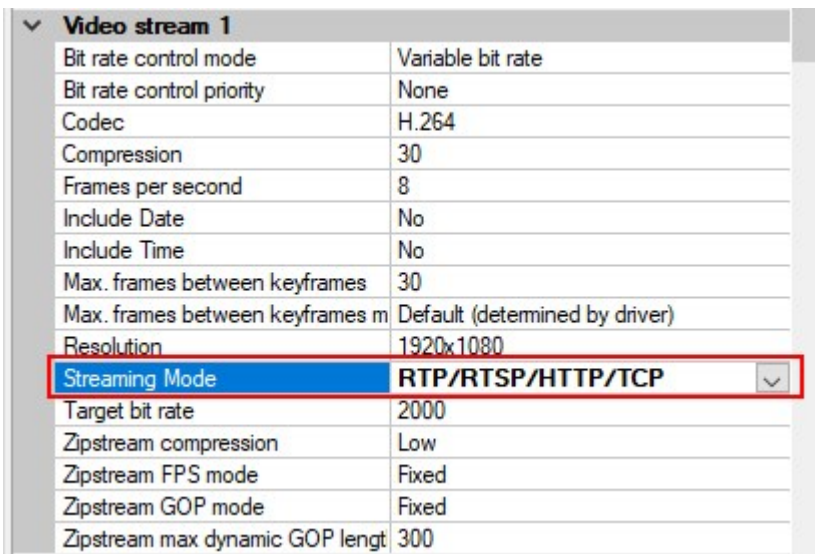 Video stream 1
Bit rate control mode Variable bit rate
Bit rate control priority None
Codec H.264
Compression 30
Frames per second 8
Include Date No
Include Time No
Max. frames between keyframes 30
Max. frames between keyframes m Default (determined by driver)
Resolution 1920x1080
Streaming Mode RTP/RTSP/HTTP/TCP
Target bit rate 2000
Zipstream compression Low
Zipstream FPS mode Fixed
Zipstream GOP mode Fixed
Zipstream max dynamic GOP lengt 300